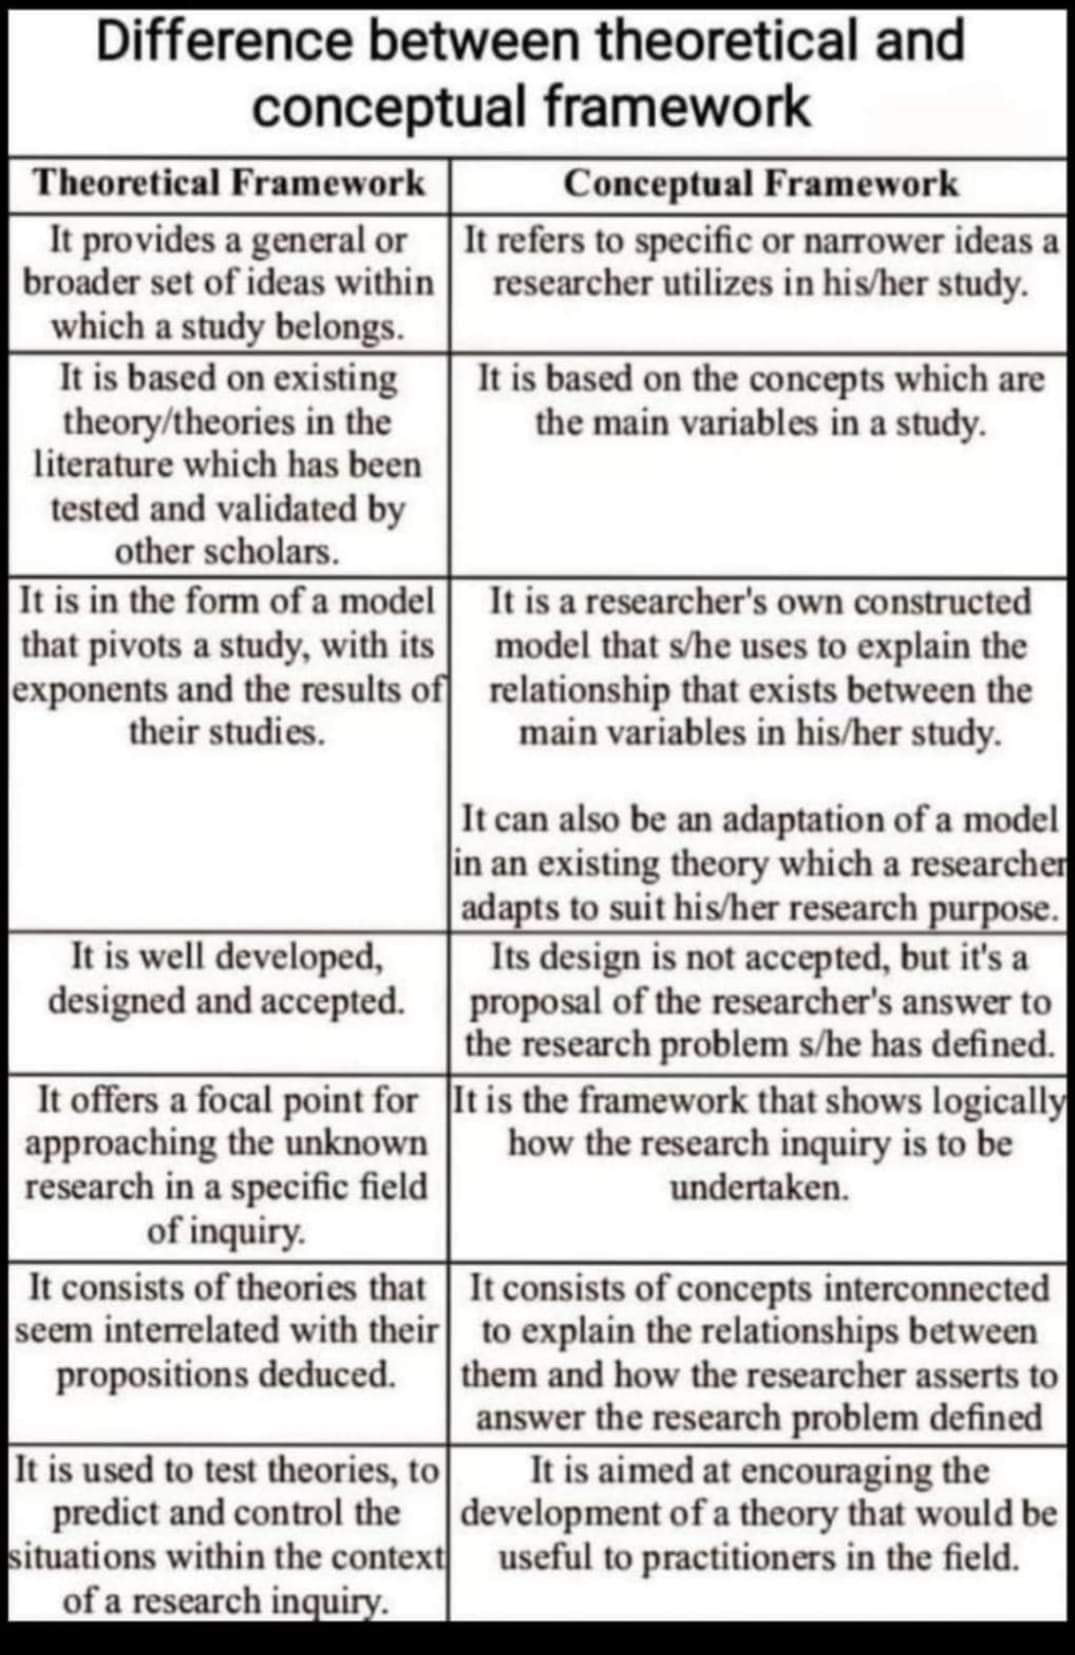 Difference between theoretical and
conceptual framework
Theoretical Framework
Conceptual Framework
It provides a general or
broader set of ideas within
which a study belongs.
It refers to specific or narrower ideas a
researcher utilizes in his/her study.
It is based on existing
theory/theories in the
literature which has been
tested and validated by
other scholars.
It is based on the concepts which are
the main variables in a study.
It is in the form of a model
that pivots a study, with its
exponents and the results of
their studies.
It is a researcher's own constructed
model that s/he uses to explain the
relationship that exists between the
main variables in his/her study.
It can also be an adaptation of a model
in an existing theory which a researcher
adapts to suit his/her research purpose.
It is well developed,
designed and accepted.
Its design is not accepted, but it's a
proposal of the researcher's answer to
the research problem s/he has defined.
It offers a focal point for
approaching the unknown
research in a specific field
of inquiry.
It is the framework that shows logically
how the research inquiry is to be
undertaken.
It consists of theories that
seem interrelated with their
propositions deduced.
It consists of concepts interconnected
to explain the relationships between
them and how the researcher asserts to
answer the research problem defined
It is used to test theories, to
predict and control the
situations within the context
of a research inquiry.
It is aimed at encouraging the
development of a theory that would be
useful to practitioners in the field.